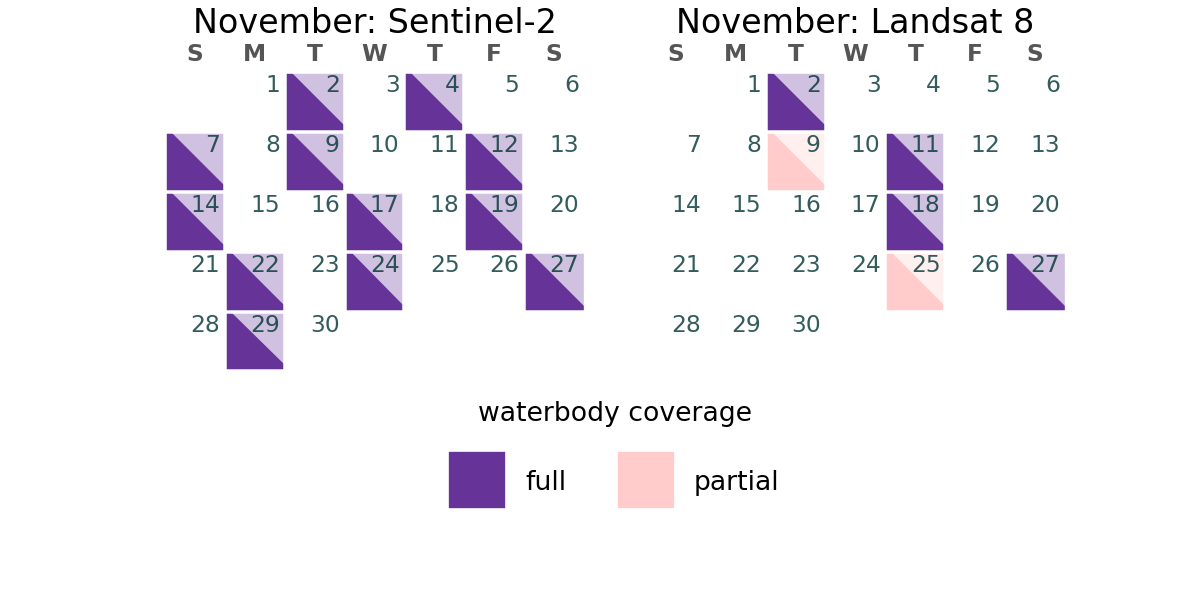 November: Sentinel-2
S M T W T F S
1 2 3 4 5 6
7 8 9 10 11 12 13
14 15 16 17 18 19 20
21 22 23 24 25 26 27
28 29 30
November: Landsat 8
S M T W T F S
1 2 3 4 5 6
7 8 9 10 11 12 13
14 15 16 17 18 19 20
21 22 23 24 25 26 27
28 29 30
waterbody coverage
full
partial